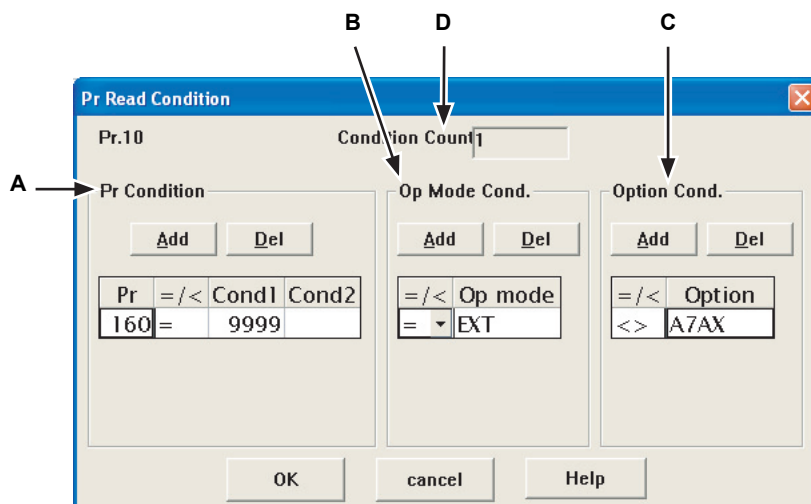 B D C
Pr Read Condition
Pr.10 Condition Count 1
A
Pr Condition Op Mode Cond. Option Cond.
Add Del Add Del Add Del
Pr =/< Cond1 Cond2 =/< Op mode =/< Option
160 = 9999 = EXT <> A7AX
OK cancel Help